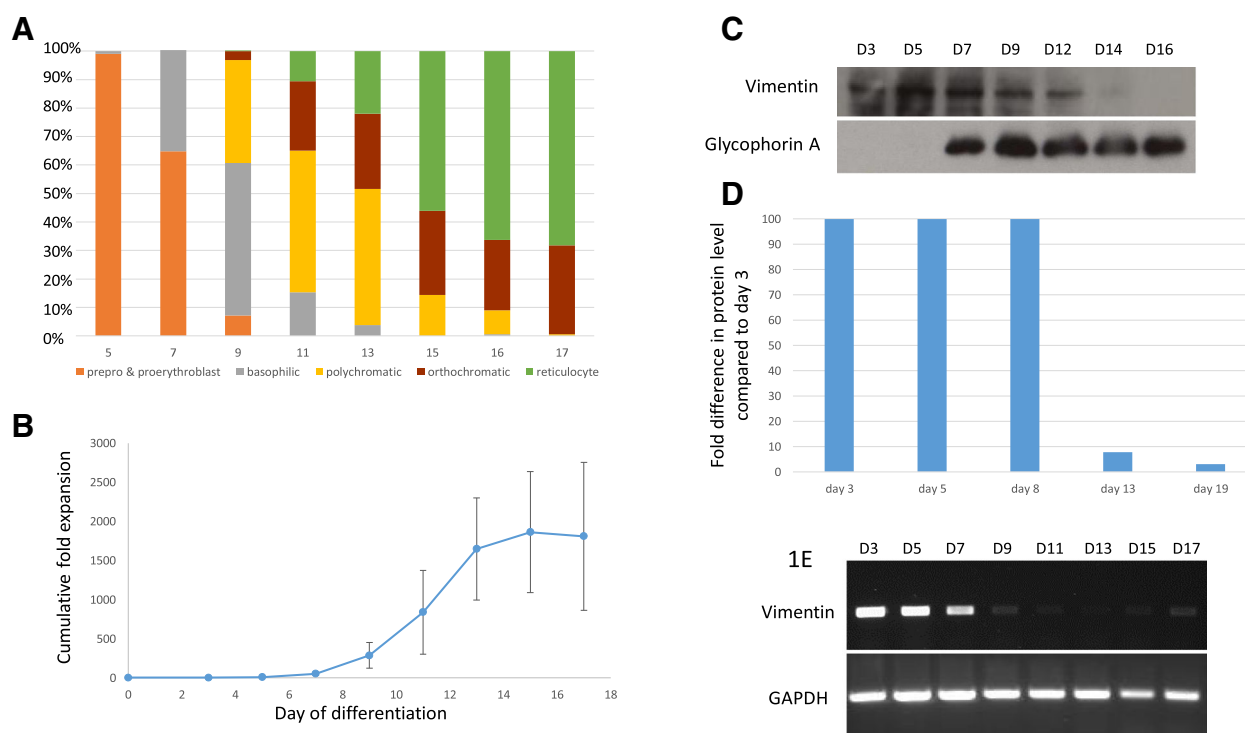 A
100%
90%
80%
70%
60%
50%
40%
30%
20%
10%
0%
5 7 9 11 13 15 16 17
prepro & proerythroblast basophilic polychromatic orthochromatic reticulocyte
B
Cumulative fold expansion
3000
2500
2000
1500
1000
500
0
0 2 4 6 8 10 12 14 16 18
Day of differentiation
C
D3 D5 D7 D9 D12 D14 D16
Vimentin
Glycophorin A
D
Fold difference in protein level
compared to day 3
100
90
80
70
60
50
40
30
20
10
0
day 3 day 5 day 8 day 13 day 19
1E
D3 D5 D7 D9 D11 D13 D15 D17
Vimentin
GAPDH